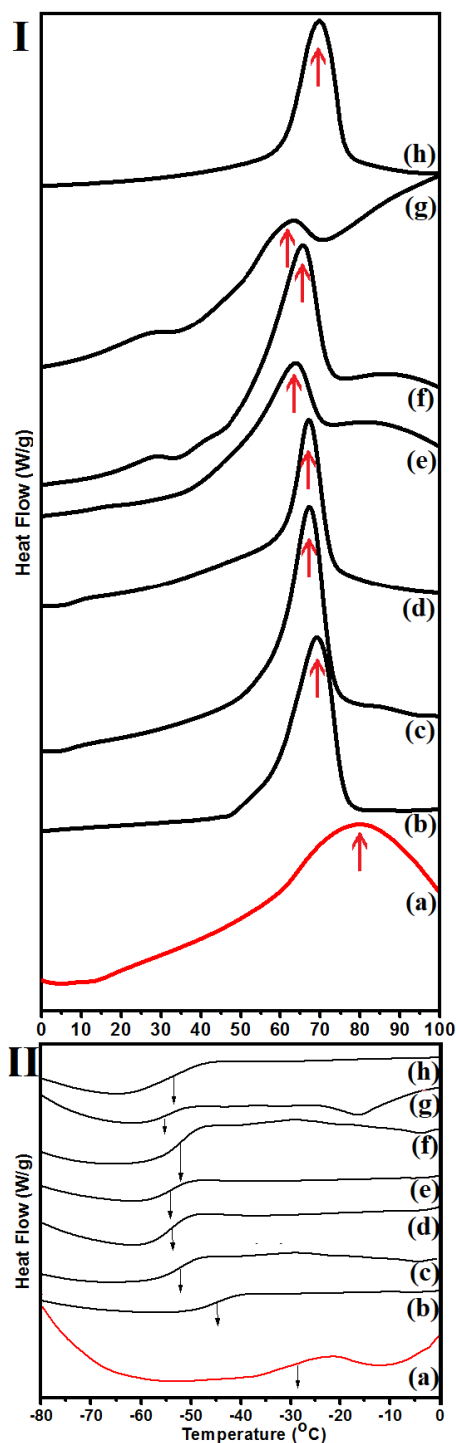 I
(h)
(g)
(f)
(e)
(d)
(c)
(b)
(a)
Heat Flow (W/g)
0 10 20 30 40 50 60 70 80 90 100
II
(h)
(g)
(f)
(e)
(d)
(c)
(b)
(a)
Heat Flow (W/g)
-80 -70 -60 -50 -40 -30 -20 -10 0
Temperature (°C)